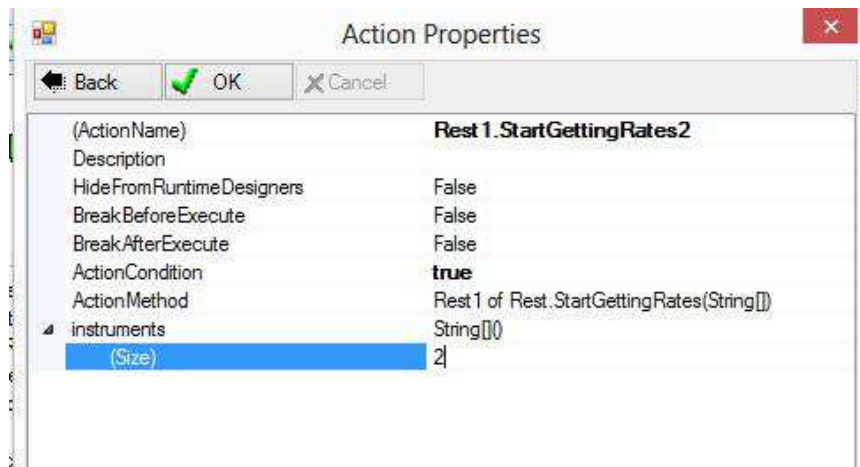 Action Properties
Back OK Cancel
(ActionName) Rest1.StartGettingRates2
Description
HideFromRuntimeDesigners False
BreakBeforeExecute False
BreakAfterExecute False
ActionCondition true
ActionMethod Rest1 of Rest.StartGettingRates(String[])
instruments String[]()
(Size) 2